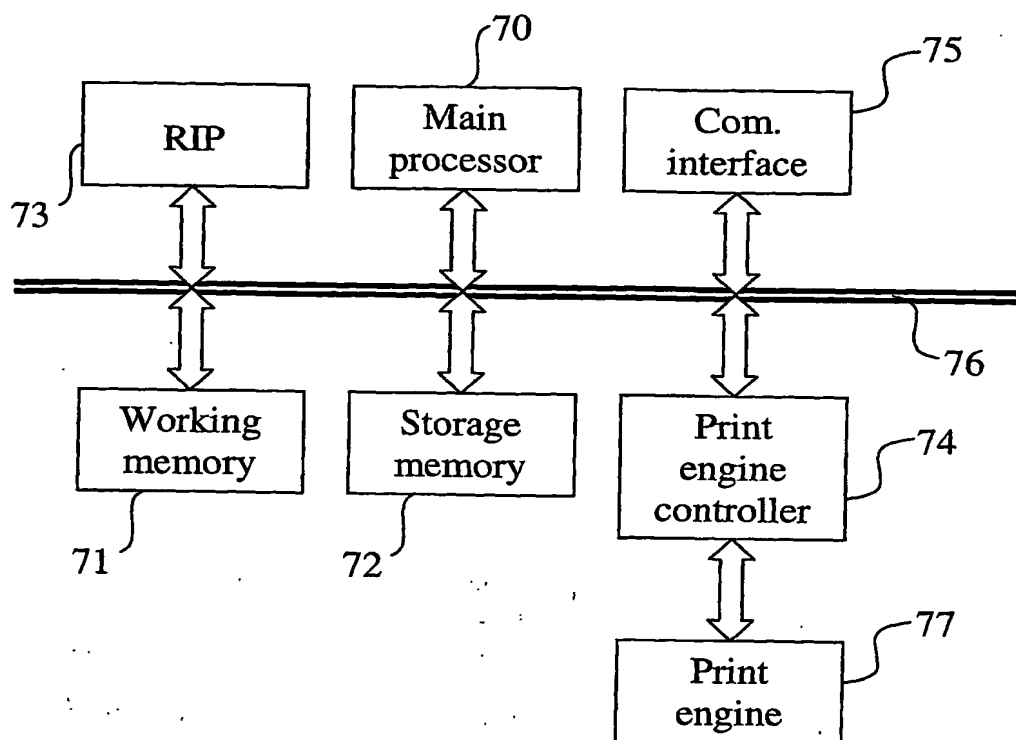 70
75
RIP
Main
processor
Com.
interface
73
76
Working
memory
Storage
memory
Print
engine
controller
74
71
72
77
Print
engine